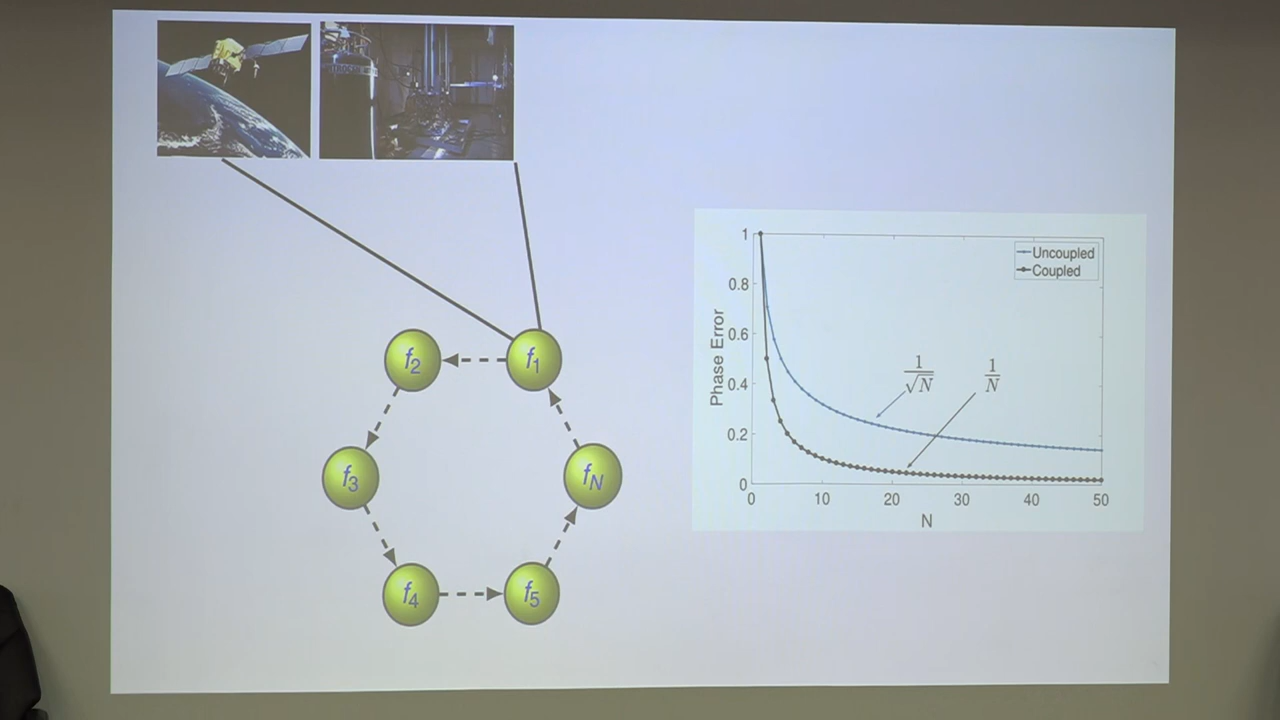 f2
f1
f3
fN
f4
f5
Phase Error
1
0.8
0.6
0.4
0.2
0
0
10
20
30
40
50
N
Uncoupled
Coupled
1/√N
1/N